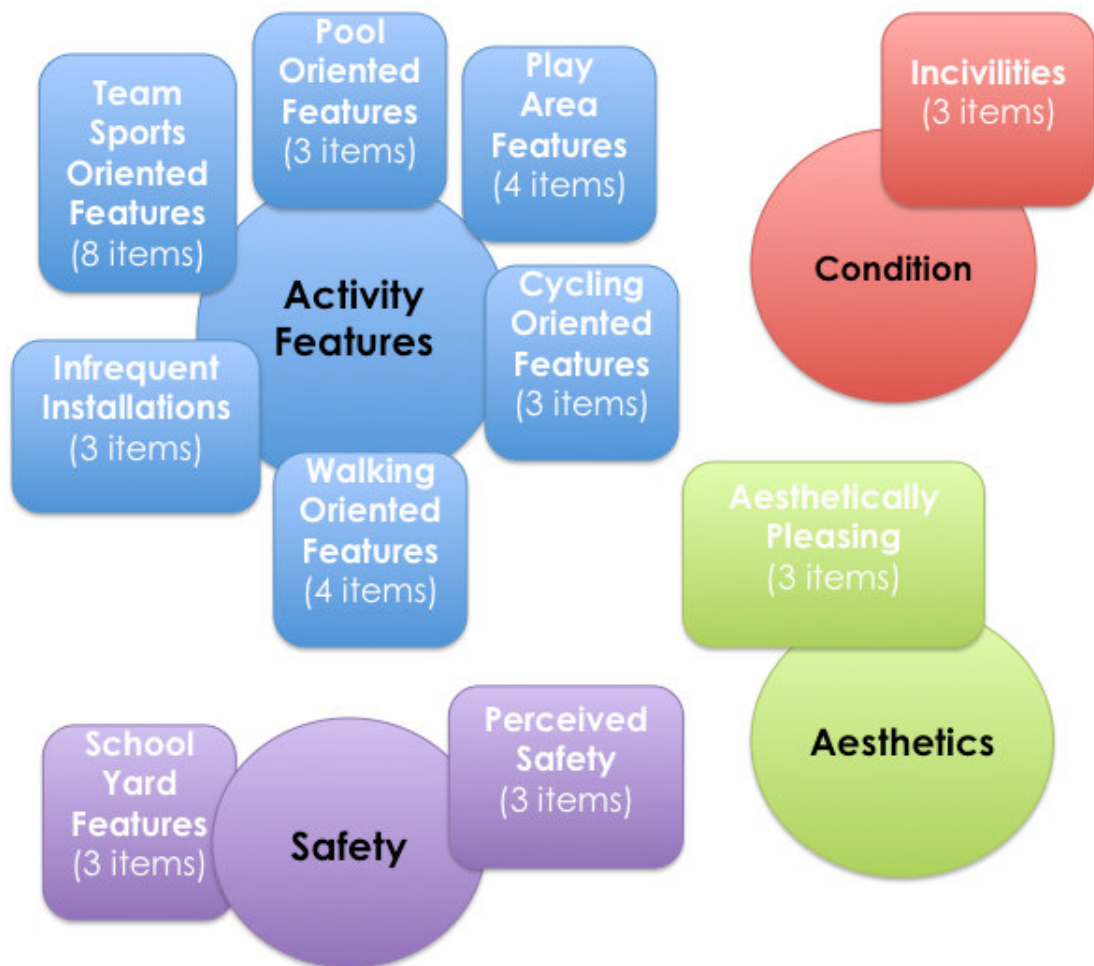 Team
Sports
Oriented
Features
(8 items)
Pool
Oriented
Features
(3 items)
Play
Area
Features
(4 items)
Activity
Features
Cycling
Oriented
Features
(3 items)
Infrequent
Installations
(3 items)
Walking
Oriented
Features
(4 items)
Incivilities
(3 items)
Condition
Aesthetically
Pleasing
(3 items)
Aesthetics
School
Yard
Features
(3 items)
Safety
Perceived
Safety
(3 items)